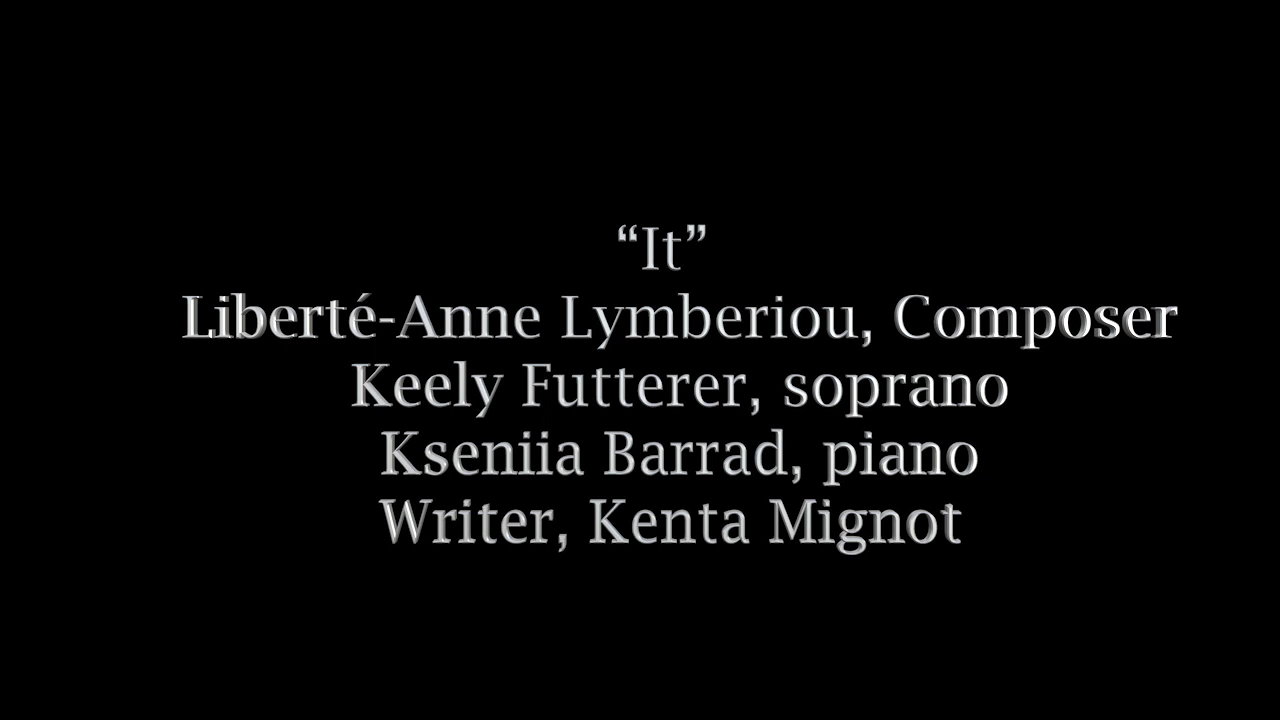 “It”
Liberté-Anne Lymberiou, Composer
Keely Futterer, soprano
Kseniia Barrad, piano
Writer, Kenta Mignot